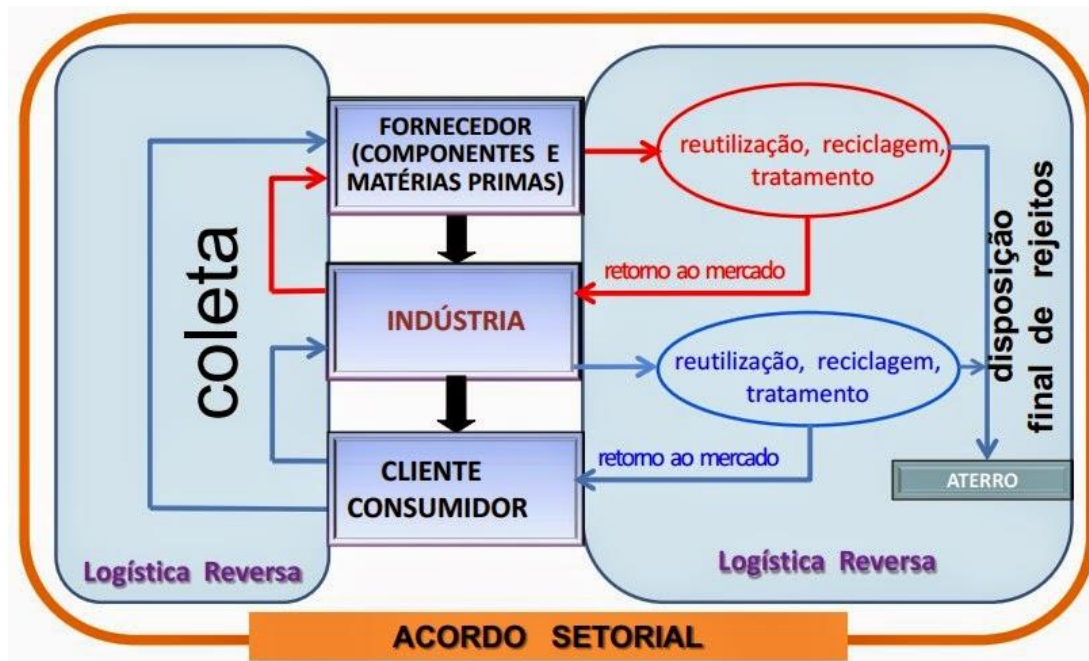 FORNECEDOR
(COMPONENTES E
MATÉRIAS PRIMAS)
reutilização, reciclagem,
tratamento
coleta
retorno ao mercado
INDÚSTRIA
reutilização, reciclagem,
tratamento
disposição
final de rejeitos
retorno ao mercado
CLIENTE
CONSUMIDOR
ATERRO
Logística Reversa
Logística Reversa
ACORDO SETORIAL